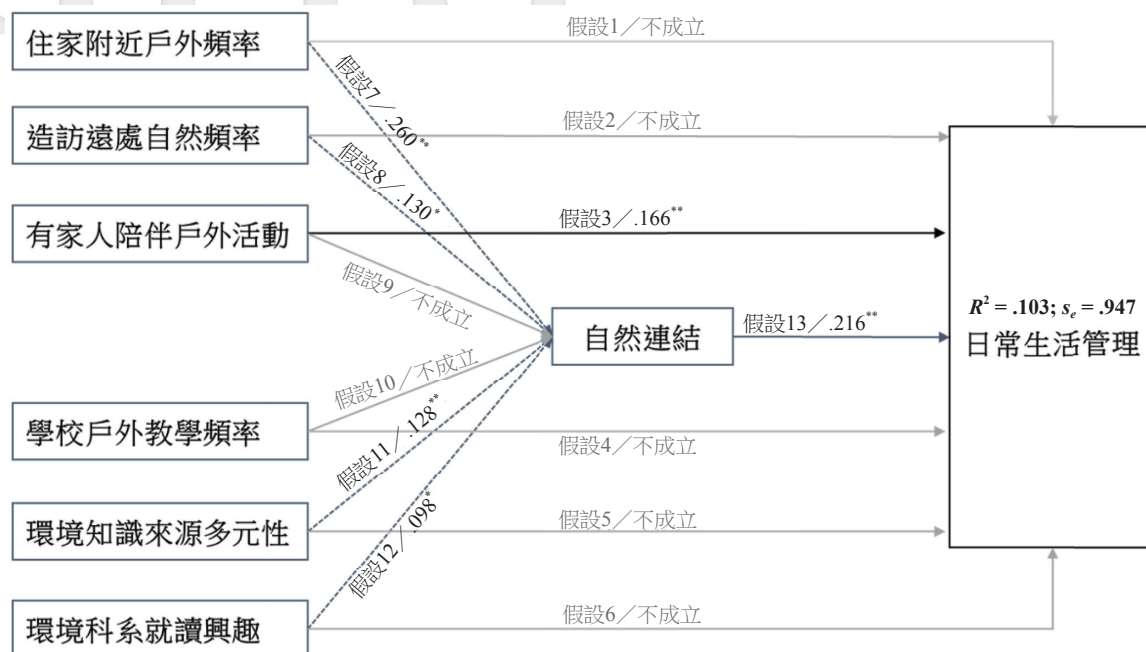 住家附近戶外頻率
假設1／不成立
假設7／.260**
造訪遠處自然頻率
假設2／不成立
假設8／.130*
有家人陪伴戶外活動
假設3／.166**
假設9／不成立
自然連結
假設13／.216**
R² = .103; sₑ = .947
日常生活管理
假設10／不成立
學校戶外教學頻率
假設4／不成立
假設11／.128**
環境知識來源多元性
假設5／不成立
假設12／.098*
環境科系就讀興趣
假設6／不成立